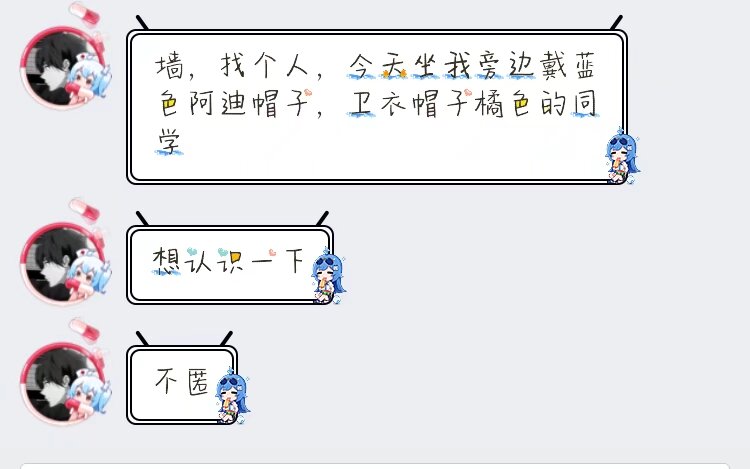 墙，找个人，今天坐我旁边戴蓝
色阿迪帽子，卫衣帽子橘色的同
学
想认识一下
不匿